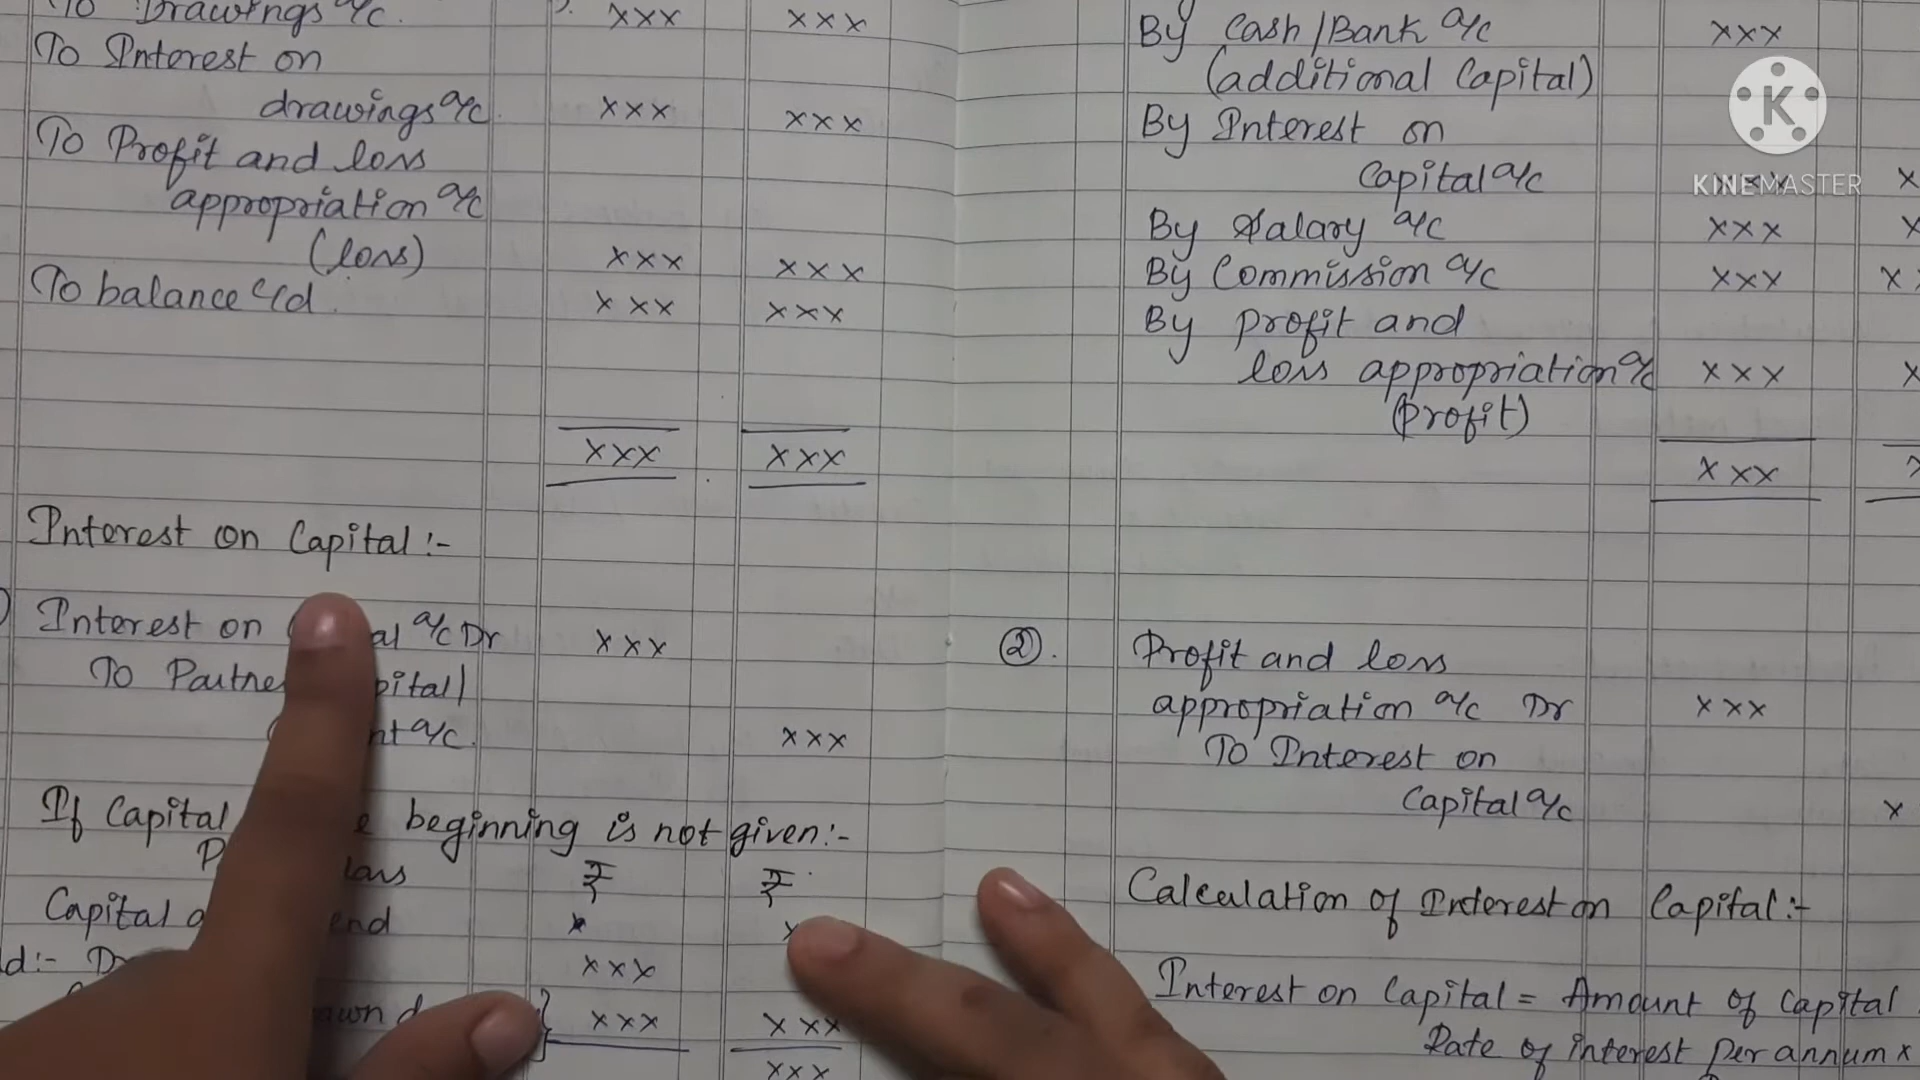 To Drawings a/c.
xxx
xxx
To Interest on
drawings a/c.
xxx
xxx
To Profit and loss
appropriation a/c
(loss)
xxx
xxx
To balance c/d.
xxx
xxx
xxx
xxx
By Cash/Bank a/c
xxx
(additional Capital)
By Interest on
Capital a/c
x
By Salary a/c
xxx
x
By Commission a/c
xxx
x
By profit and
loss appropriation a/c
xxx
x
(Profit)
xxx
K
KINEMASTER
Interest on Capital :-
Interest on al a/c Dr
xxx
To pital/
a/c.
xxx
②.
Profit and loss
appropriation a/c Dr
xxx
To Interest on
Capital a/c
x
If Capital beginning is not given:-
₹
₹
Capital end
x
x
d:-
xxx
xxx
xxx
xxx
Calculation of Interest on Capital :-
Interest on Capital = Amount of Capital
Rate of interest per annum x